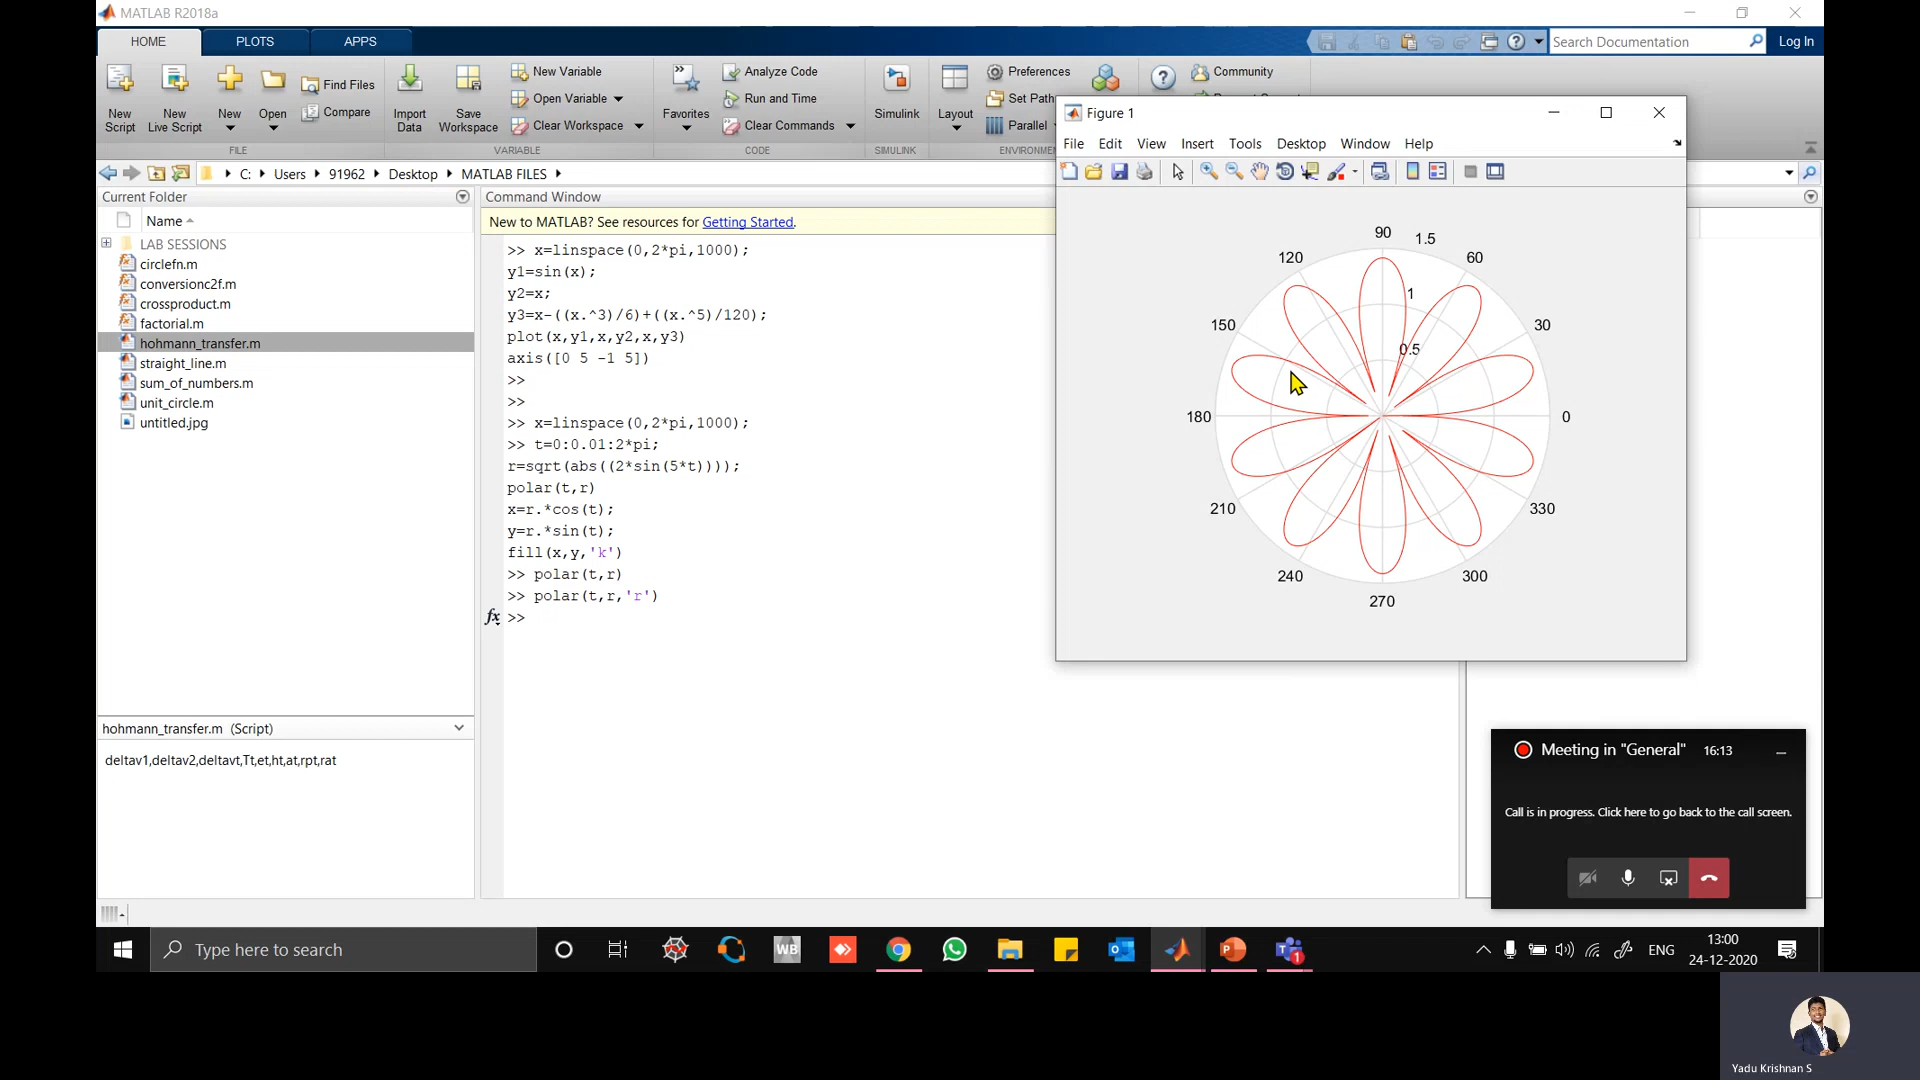 MATLAB R2018a
HOME PLOTS APPS
Search Documentation
Log In
New Script
New Live Script
New
Open
Find Files
Compare
FILE
Import Data
Save Workspace
New Variable
Open Variable
Clear Workspace
VARIABLE
Favorites
Analyze Code
Run and Time
Clear Commands
CODE
Simulink
SIMULINK
Layout
Preferences
Set Path
Parallel
?
Community
C: Users 91962 Desktop MATLAB FILES
Current Folder
Name
LAB SESSIONS
circlefn.m
conversionc2f.m
crossproduct.m
factorial.m
hohmann_transfer.m
straight_line.m
sum_of_numbers.m
unit_circle.m
untitled.jpg
hohmann_transfer.m (Script)
deltav1,deltav2,deltavt,Tt,et,ht,at,rpt,rat
Command Window
New to MATLAB? See resources for Getting Started.
>> x=linspace(0,2*pi,1000);
y1=sin(x);
y2=x;
y3=x-((x.^3)/6)+((x.^5)/120);
plot(x,y1,x,y2,x,y3)
axis([0 5 -1 5])
>>
>>
>> x=linspace(0,2*pi,1000);
>> t=0:0.01:2*pi;
r=sqrt(abs((2*sin(5*t))));
polar(t,r)
x=r.*cos(t);
y=r.*sin(t);
fill(x,y,'k')
>> polar(t,r)
>> polar(t,r,'r')
fx >>
Figure 1
File Edit View Insert Tools Desktop Window Help
90 1.5
120 60
1
150 30
0.5
180 0
210 330
240 300
270
Meeting in "General" 16:13
Call is in progress. Click here to go back to the call screen.
Type here to search
WB
1
ENG
13:00
24-12-2020
Yadu Krishnan S